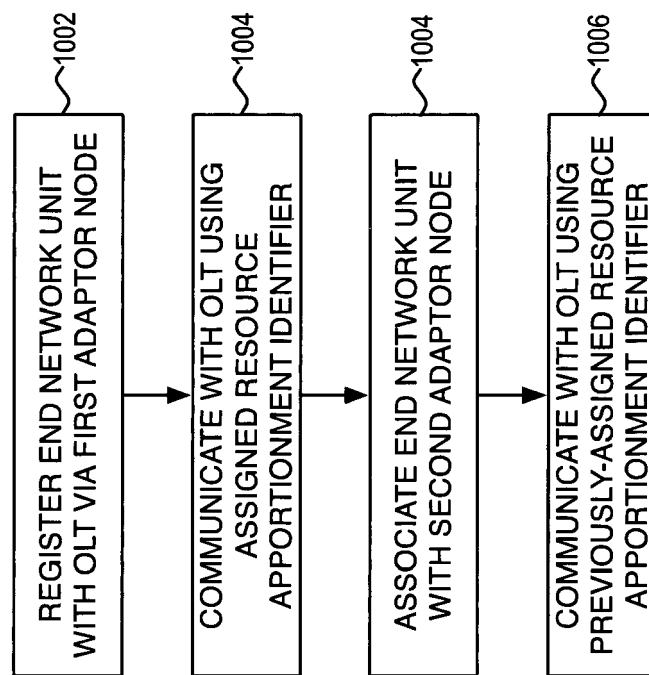 REGISTER END NETWORK UNIT
WITH OLT VIA FIRST ADAPTOR NODE
1002
COMMUNICATE WITH OLT USING
ASSIGNED RESOURCE
APPORTIONMENT IDENTIFIER
1004
ASSOCIATE END NETWORK UNIT
WITH SECOND ADAPTOR NODE
1004
COMMUNICATE WITH OLT USING
PREVIOUSLY-ASSIGNED RESOURCE
APPORTIONMENT IDENTIFIER
1006